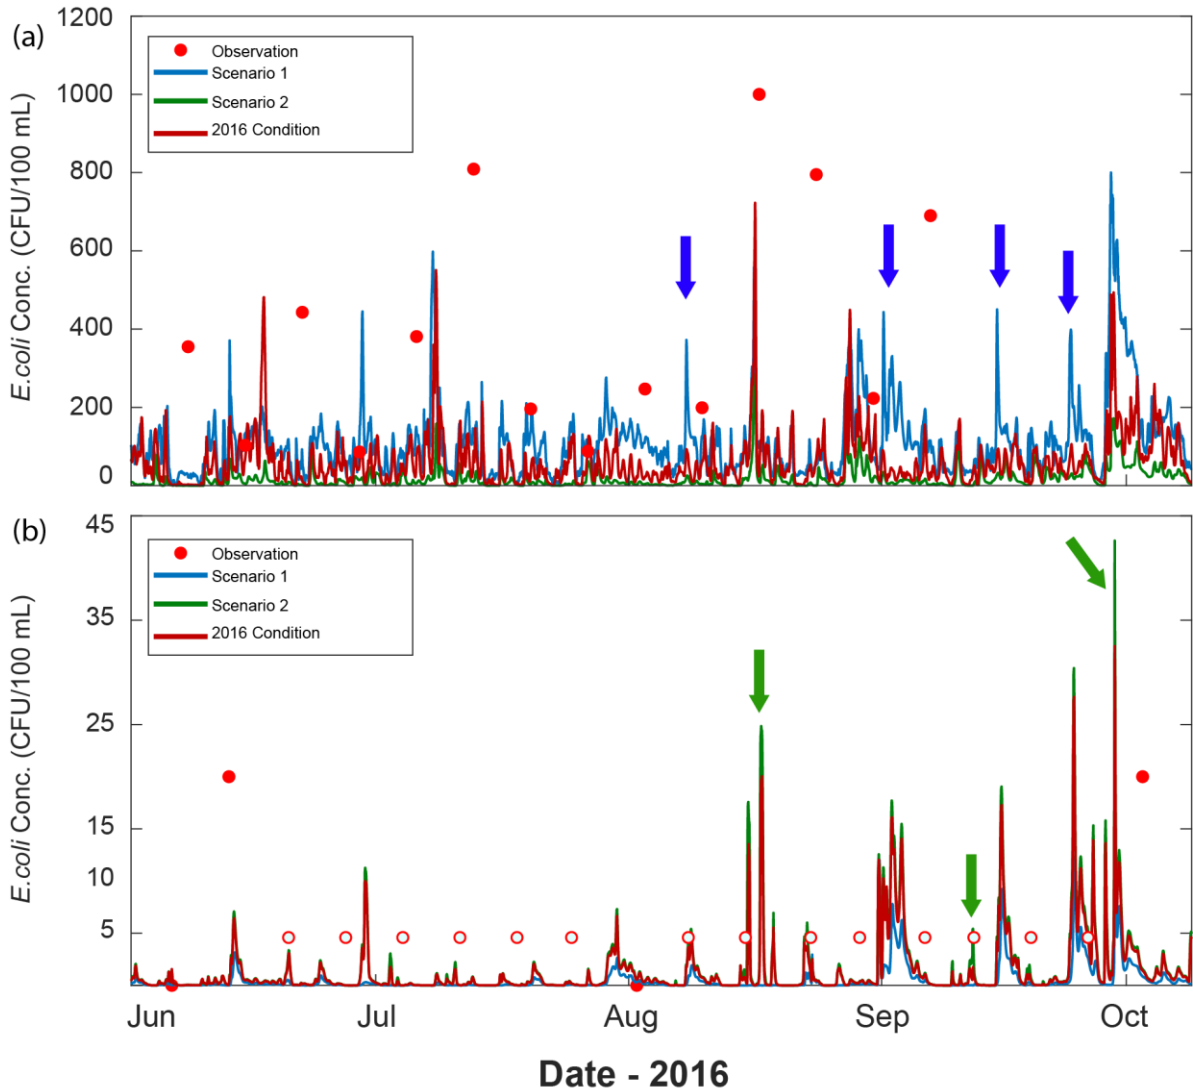 (a)
E.coli Conc. (CFU/100 mL)
1200
1000
800
600
400
200
0
Observation
Scenario 1
Scenario 2
2016 Condition
(b)
E.coli Conc. (CFU/100 mL)
45
35
25
15
10
5
Observation
Scenario 1
Scenario 2
2016 Condition
Jun Jul Aug Sep Oct
Date - 2016